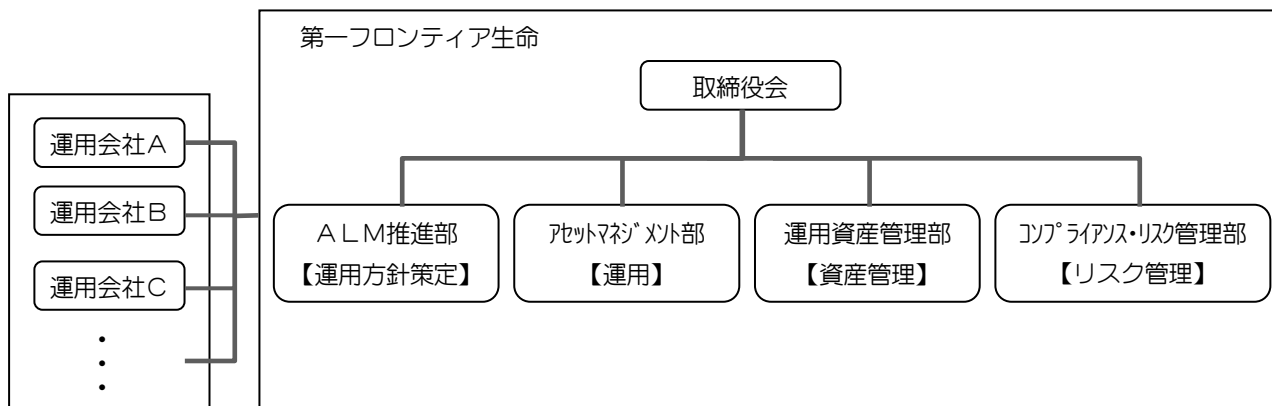 第一フロンティア生命
取締役会
運用会社A
運用会社B
運用会社C
・
・
・
ALM推進部
【運用方針策定】
アセットマネジメント部
【運用】
運用資産管理部
【資産管理】
コンプライアンス・リスク管理部
【リスク管理】